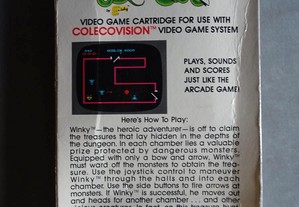 VIDEO GAME CARTRIDGE FOR USE WITH
COLECOVISION™ VIDEO GAME SYSTEM
PLAYS, SOUNDS
AND SCORES
JUST LIKE THE
ARCADE GAME!
Here's How To Play:
Winky™—the heroic adventurer—is off to claim
the treasures that lay hidden in the depths of
the dungeon. In each chamber lies a valuable
prize protected by dangerous monsters.
Equipped with only a bow and arrow, Winky™
must ward off the monsters to obtain the trea-
sure. Use the joystick control to maneuver
Winky™ through the halls and into each
chamber. Use the side buttons to fire arrows at
monsters. If Winky™ is successful, he moves out
and heads for another chamber . . . and other